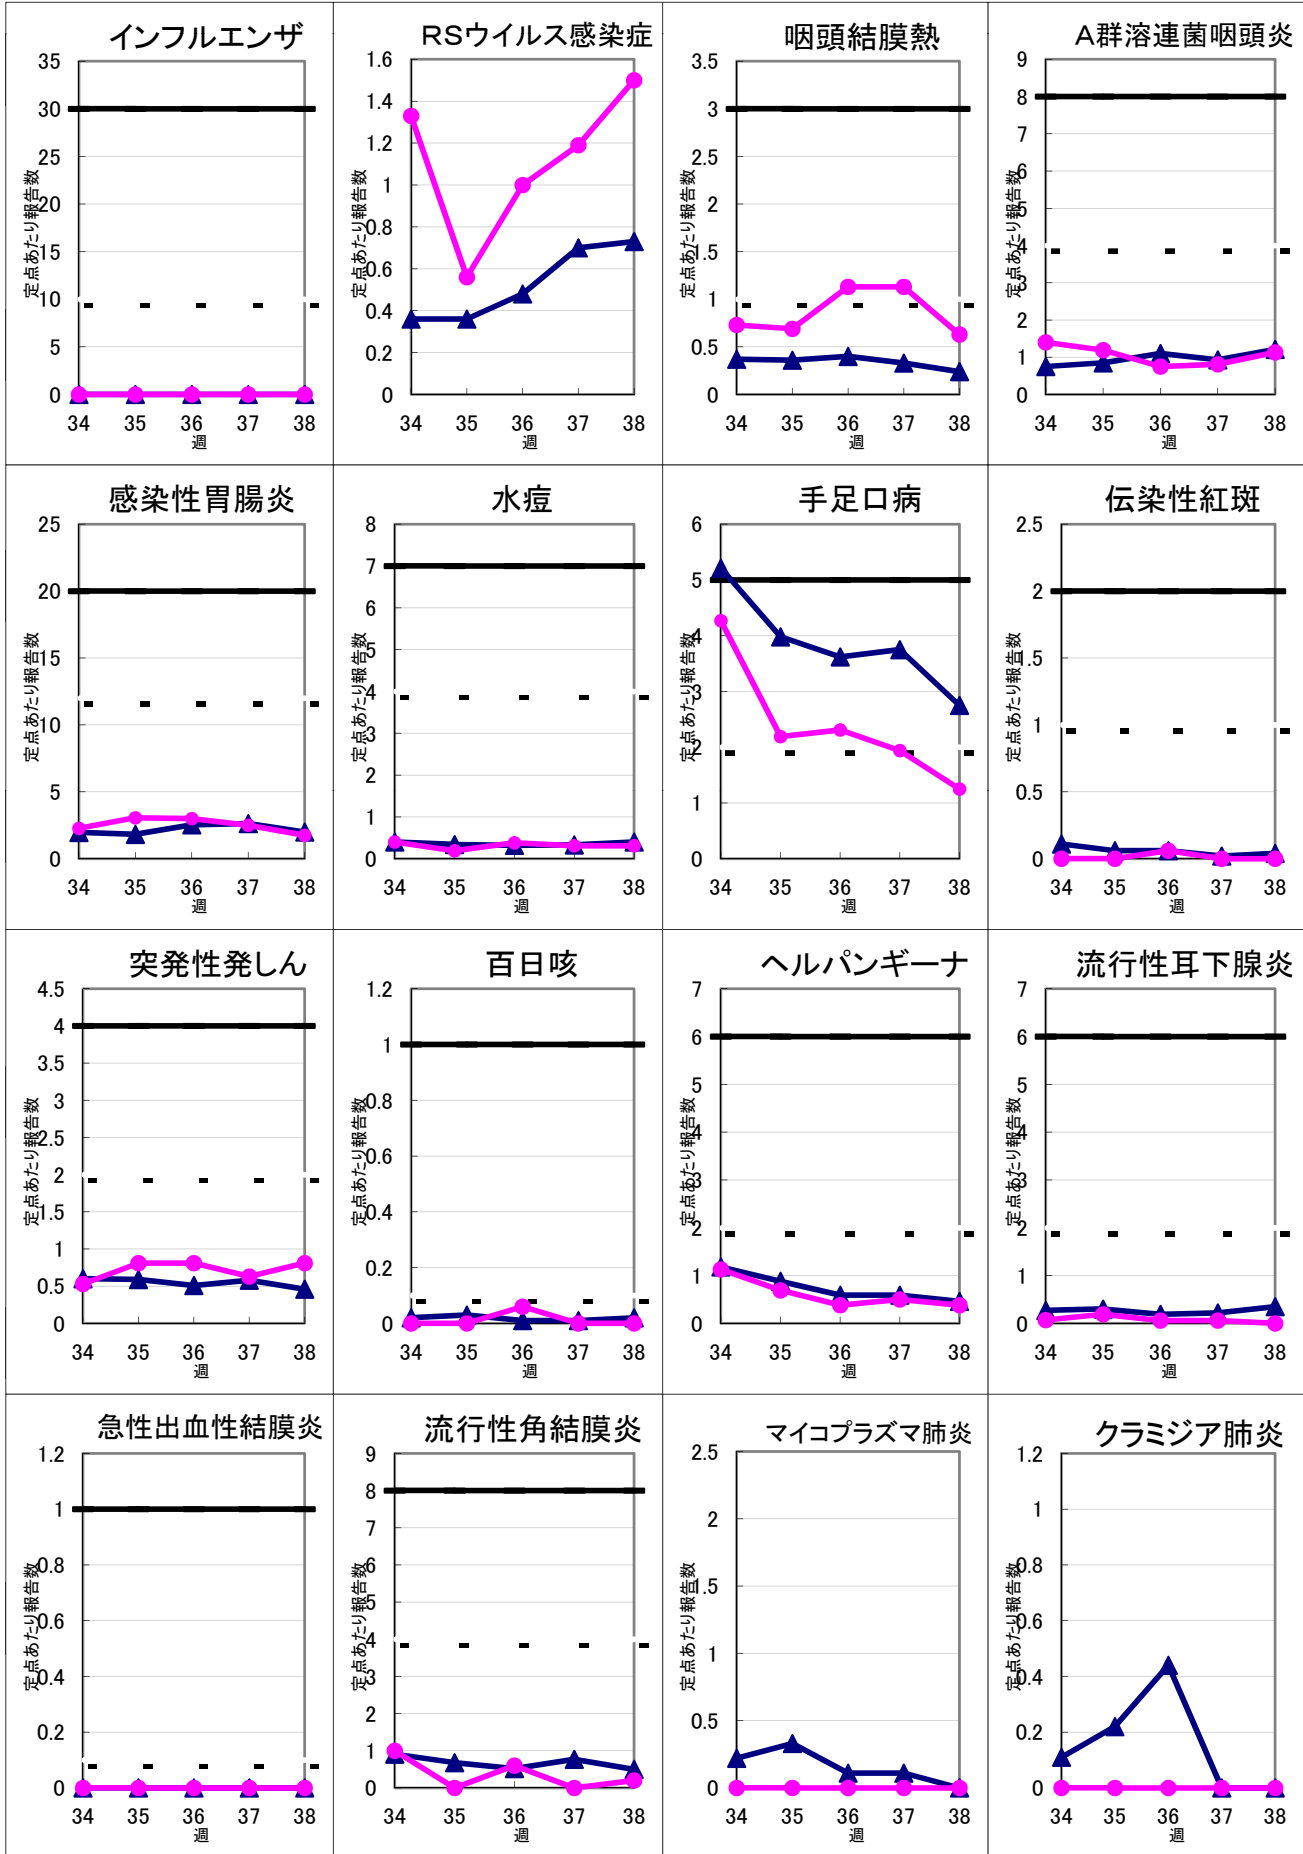 インフルエンザ
35
30
25
20
15
10
5
0
定点あたり報告数
34 35 36 37 38
週
RSウイルス感染症
1.6
1.4
1.2
1
0.8
0.6
0.4
0.2
0
定点あたり報告数
34 35 36 37 38
週
咽頭結膜熱
3.5
3
2.5
2
1.5
1
0.5
0
定点あたり報告数
34 35 36 37 38
週
A群溶連菌咽頭炎
9
8
7
6
5
4
3
2
1
0
定点あたり報告数
34 35 36 37 38
週
感染性胃腸炎
25
20
15
10
5
0
定点あたり報告数
34 35 36 37 38
週
水痘
8
7
6
5
4
3
2
1
0
定点あたり報告数
34 35 36 37 38
週
手足口病
6
5
4
3
2
1
0
定点あたり報告数
34 35 36 37 38
週
伝染性紅斑
2.5
2
1.5
1
0.5
0
定点あたり報告数
34 35 36 37 38
週
突発性発しん
4.5
4
3.5
3
2.5
2
1.5
1
0.5
0
定点あたり報告数
34 35 36 37 38
週
百日咳
1.2
1
0.8
0.6
0.4
0.2
0
定点あたり報告数
34 35 36 37 38
週
ヘルパンギーナ
7
6
5
4
3
2
1
0
定点あたり報告数
34 35 36 37 38
週
流行性耳下腺炎
7
6
5
4
3
2
1
0
定点あたり報告数
34 35 36 37 38
週
急性出血性結膜炎
1.2
1
0.8
0.6
0.4
0.2
0
定点あたり報告数
34 35 36 37 38
週
流行性角結膜炎
9
8
7
6
5
4
3
2
1
0
定点あたり報告数
34 35 36 37 38
週
マイコプラズマ肺炎
2.5
2
1.5
1
0.5
0
定点あたり報告数
34 35 36 37 38
週
クラミジア肺炎
1.2
1
0.8
0.6
0.4
0.2
0
定点あたり報告数
34 35 36 37 38
週